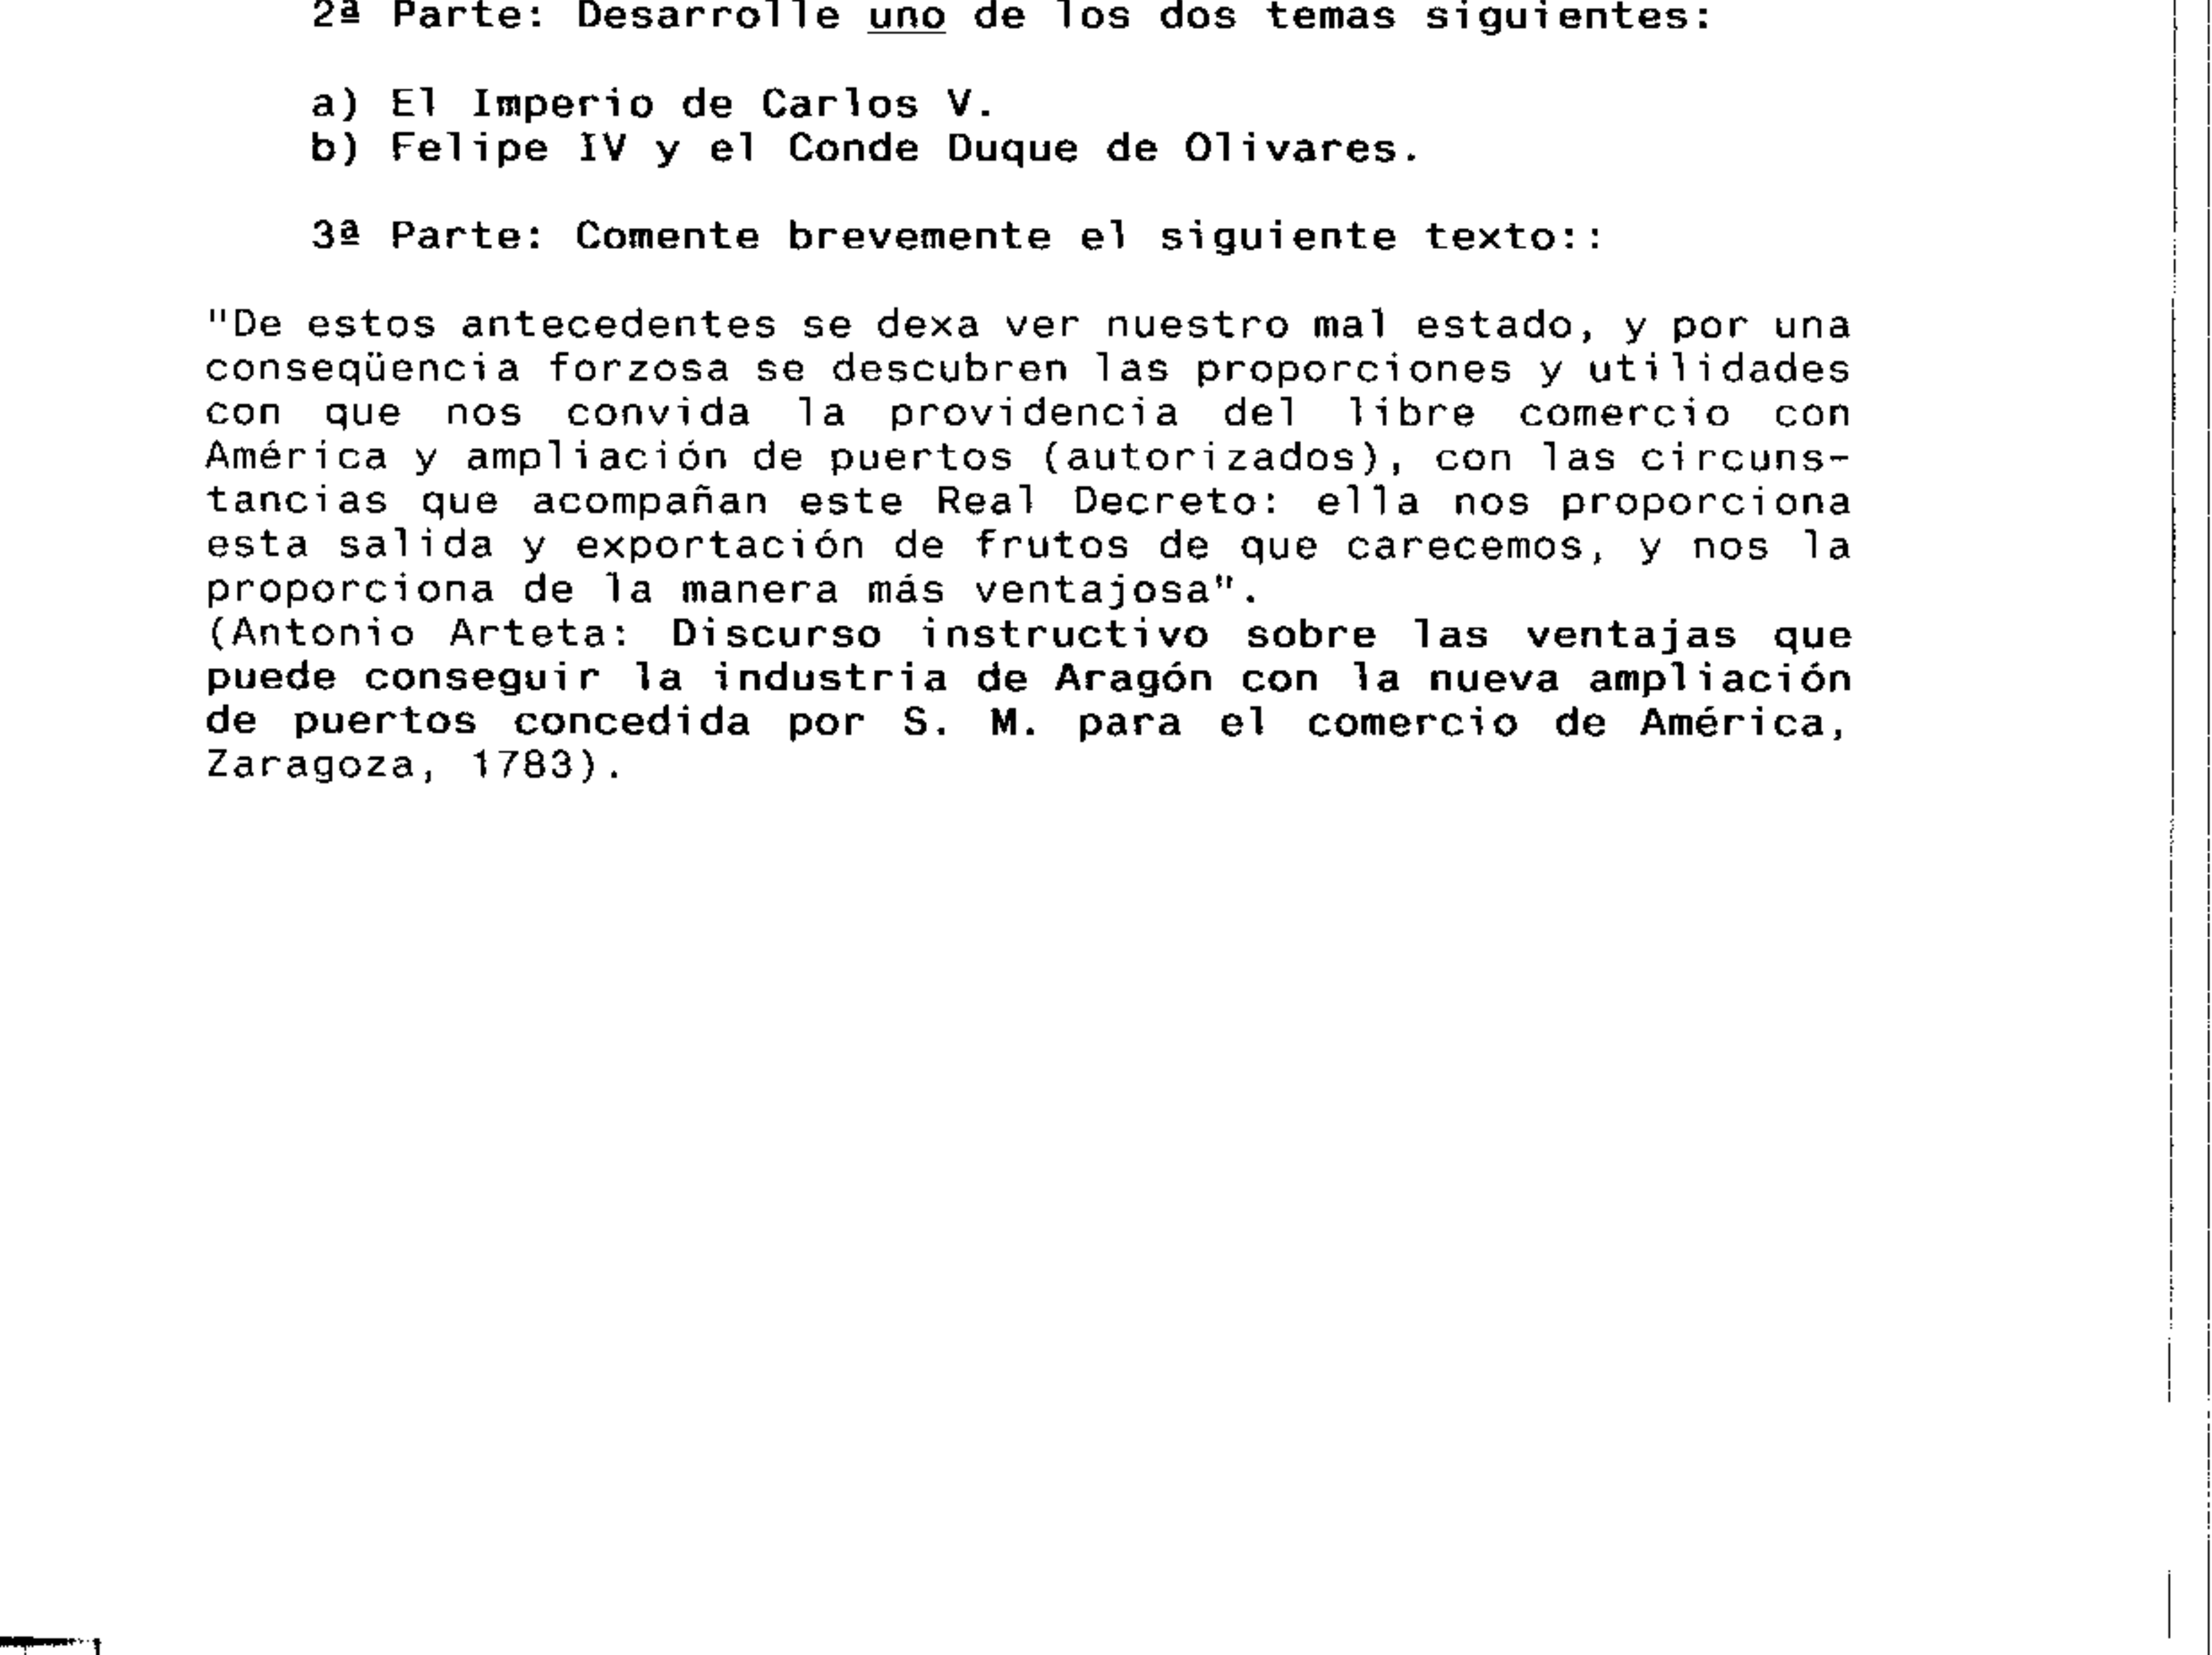 2ª Parte: Desarrolle uno de los dos temas siguientes:
a) El Imperio de Carlos V.
b) Felipe IV y el Conde Duque de Olivares.
3ª Parte: Comente brevemente el siguiente texto::
"De estos antecedentes se dexa ver nuestro mal estado, y por una
conseqüencia forzosa se descubren las proporciones y utilidades
con que nos convida la providencia del libre comercio con
América y ampliación de puertos (autorizados), con las circuns-
tancias que acompañan este Real Decreto: ella nos proporciona
esta salida y exportación de frutos de que carecemos, y nos la
proporciona de la manera más ventajosa".
(Antonio Arteta: Discurso instructivo sobre las ventajas que
puede conseguir la industria de Aragón con la nueva ampliación
de puertos concedida por S. M. para el comercio de América,
Zaragoza, 1783).